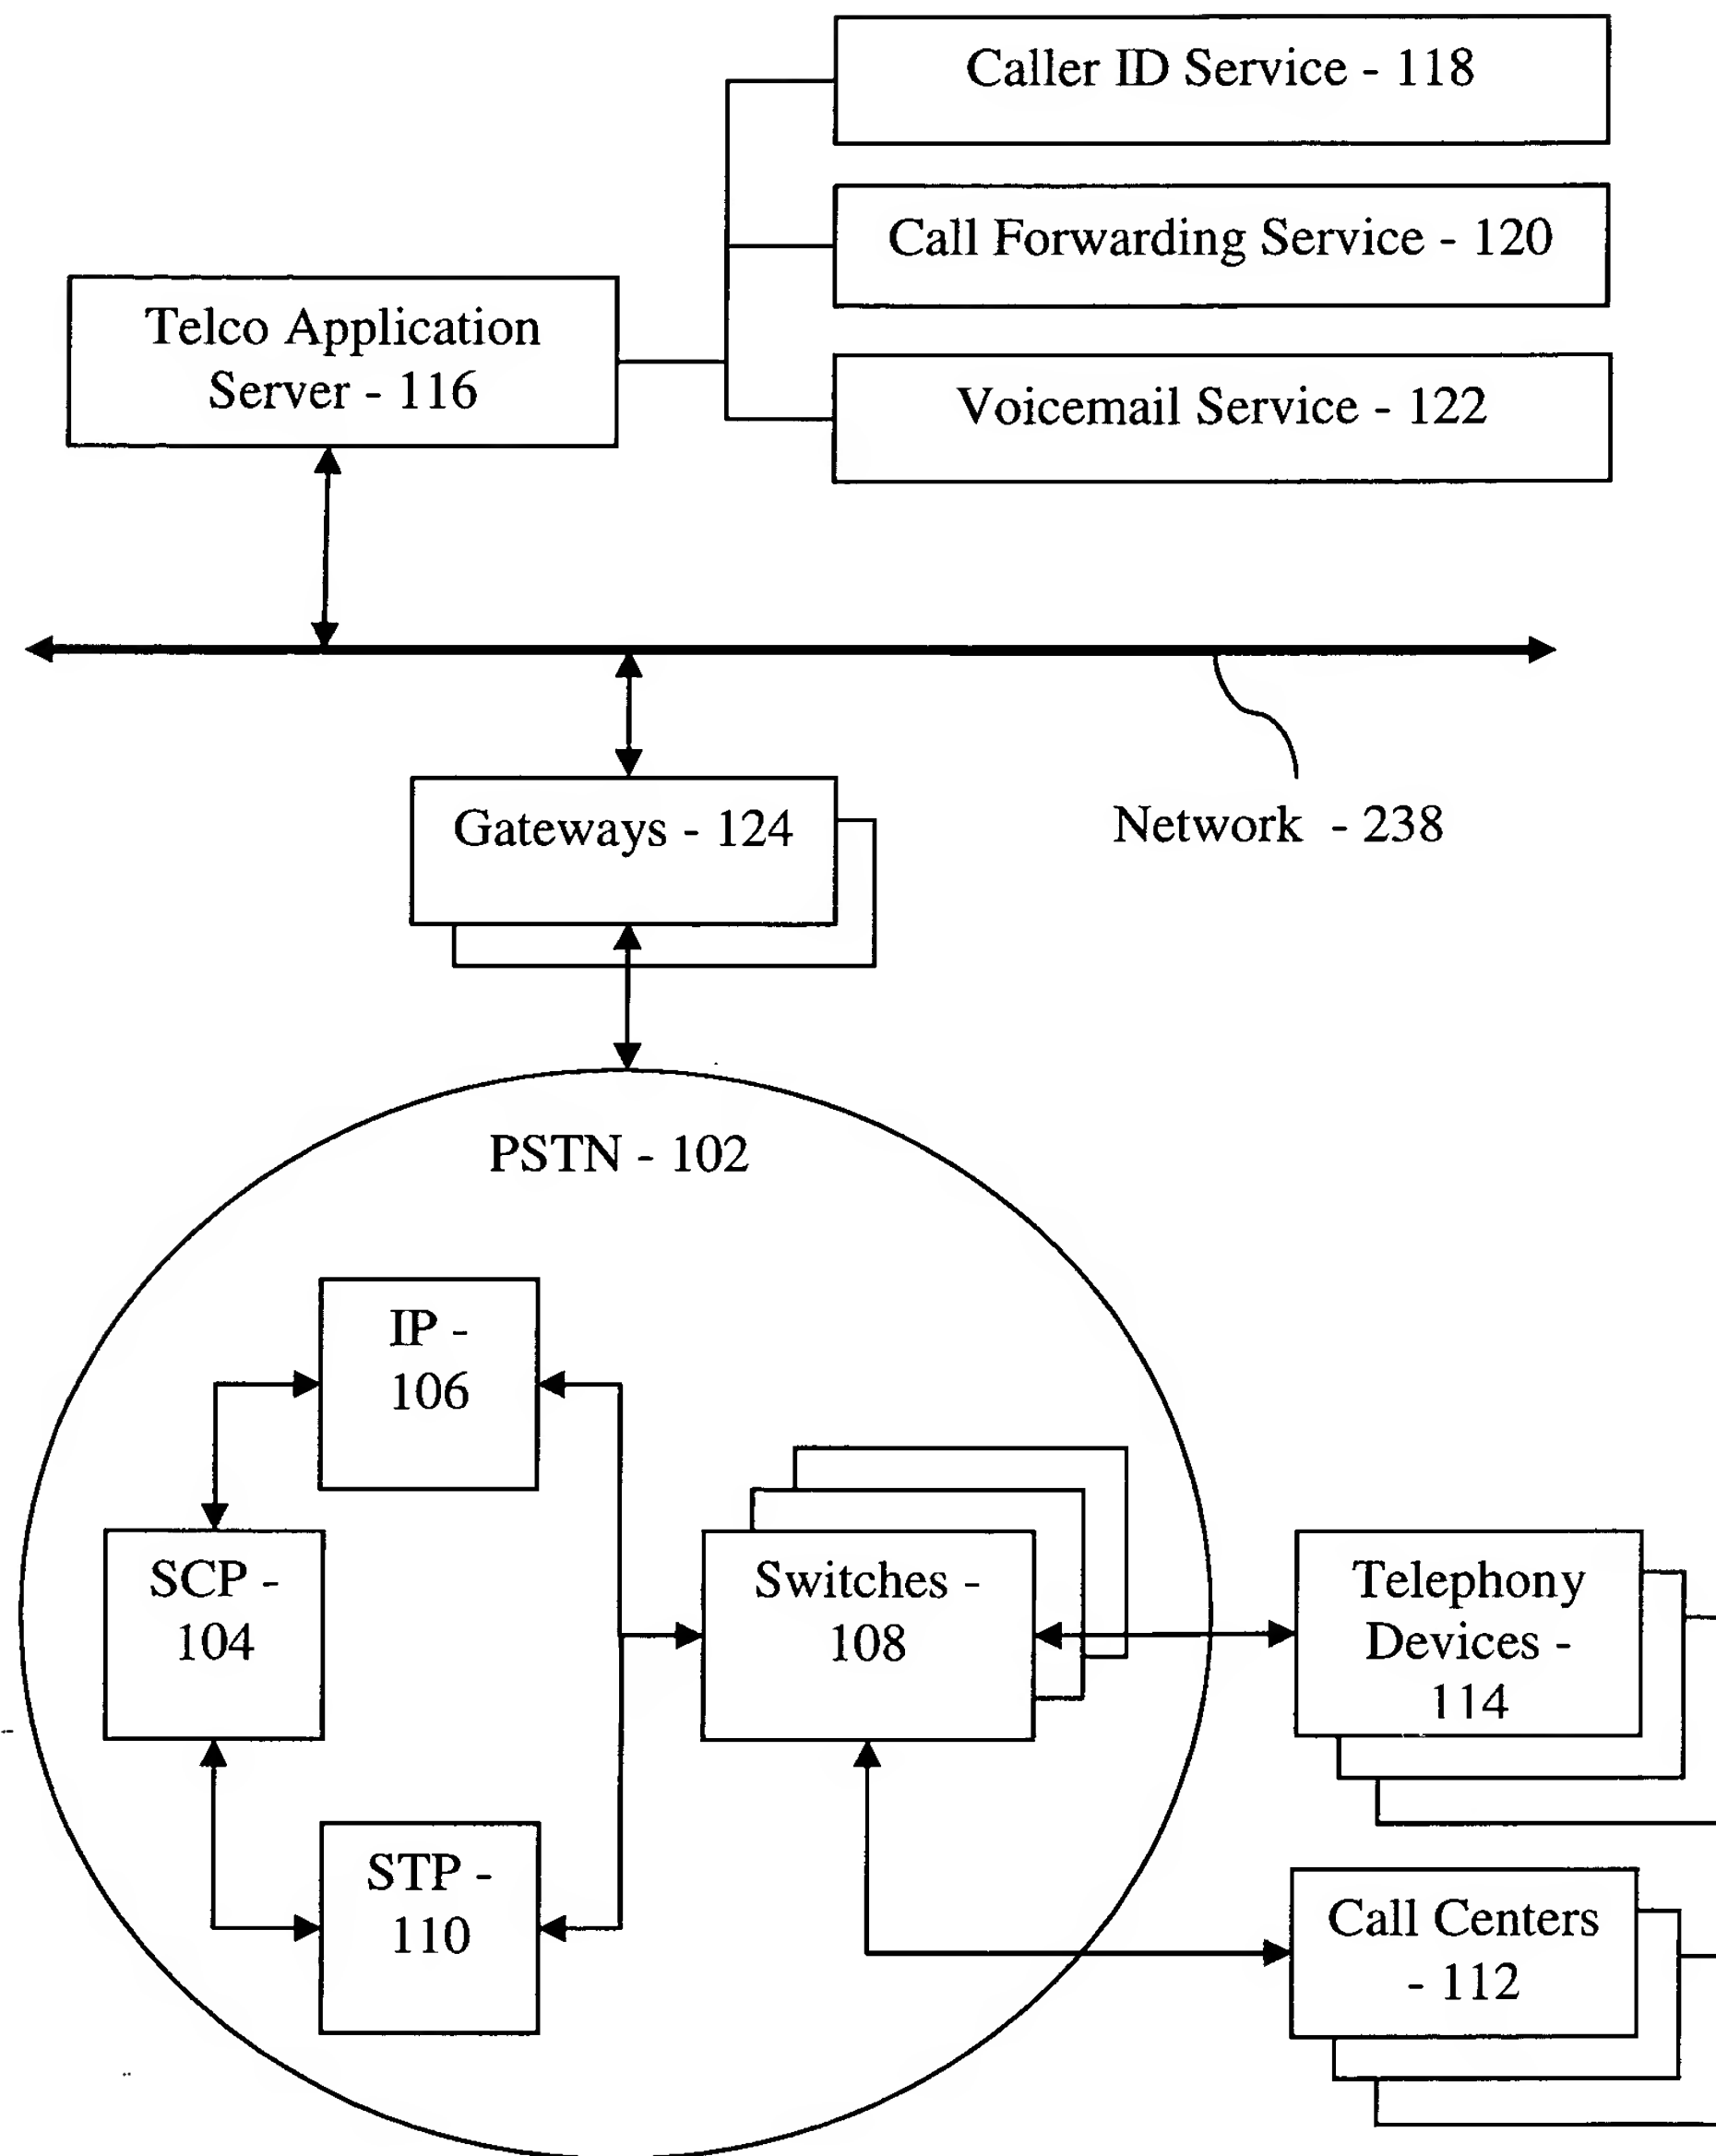 Caller ID Service - 118
Call Forwarding Service - 120
Telco Application
Server - 116
Voicemail Service - 122
Gateways - 124
Network - 238
PSTN - 102
IP -
106
SCP -
104
Switches -
108
Telephony
Devices -
114
STP -
110
Call Centers
- 112